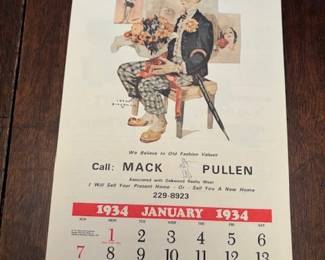 We Believe In Old Fashion Values
Call: MACK PULLEN
Associated with Oakwood Realty West
I Will Sell Your Present Home - Or - Sell You A New Home
229-8923
1934 JANUARY 1934
1 2 3 4 5 6
7 8 9 10 11 12 13